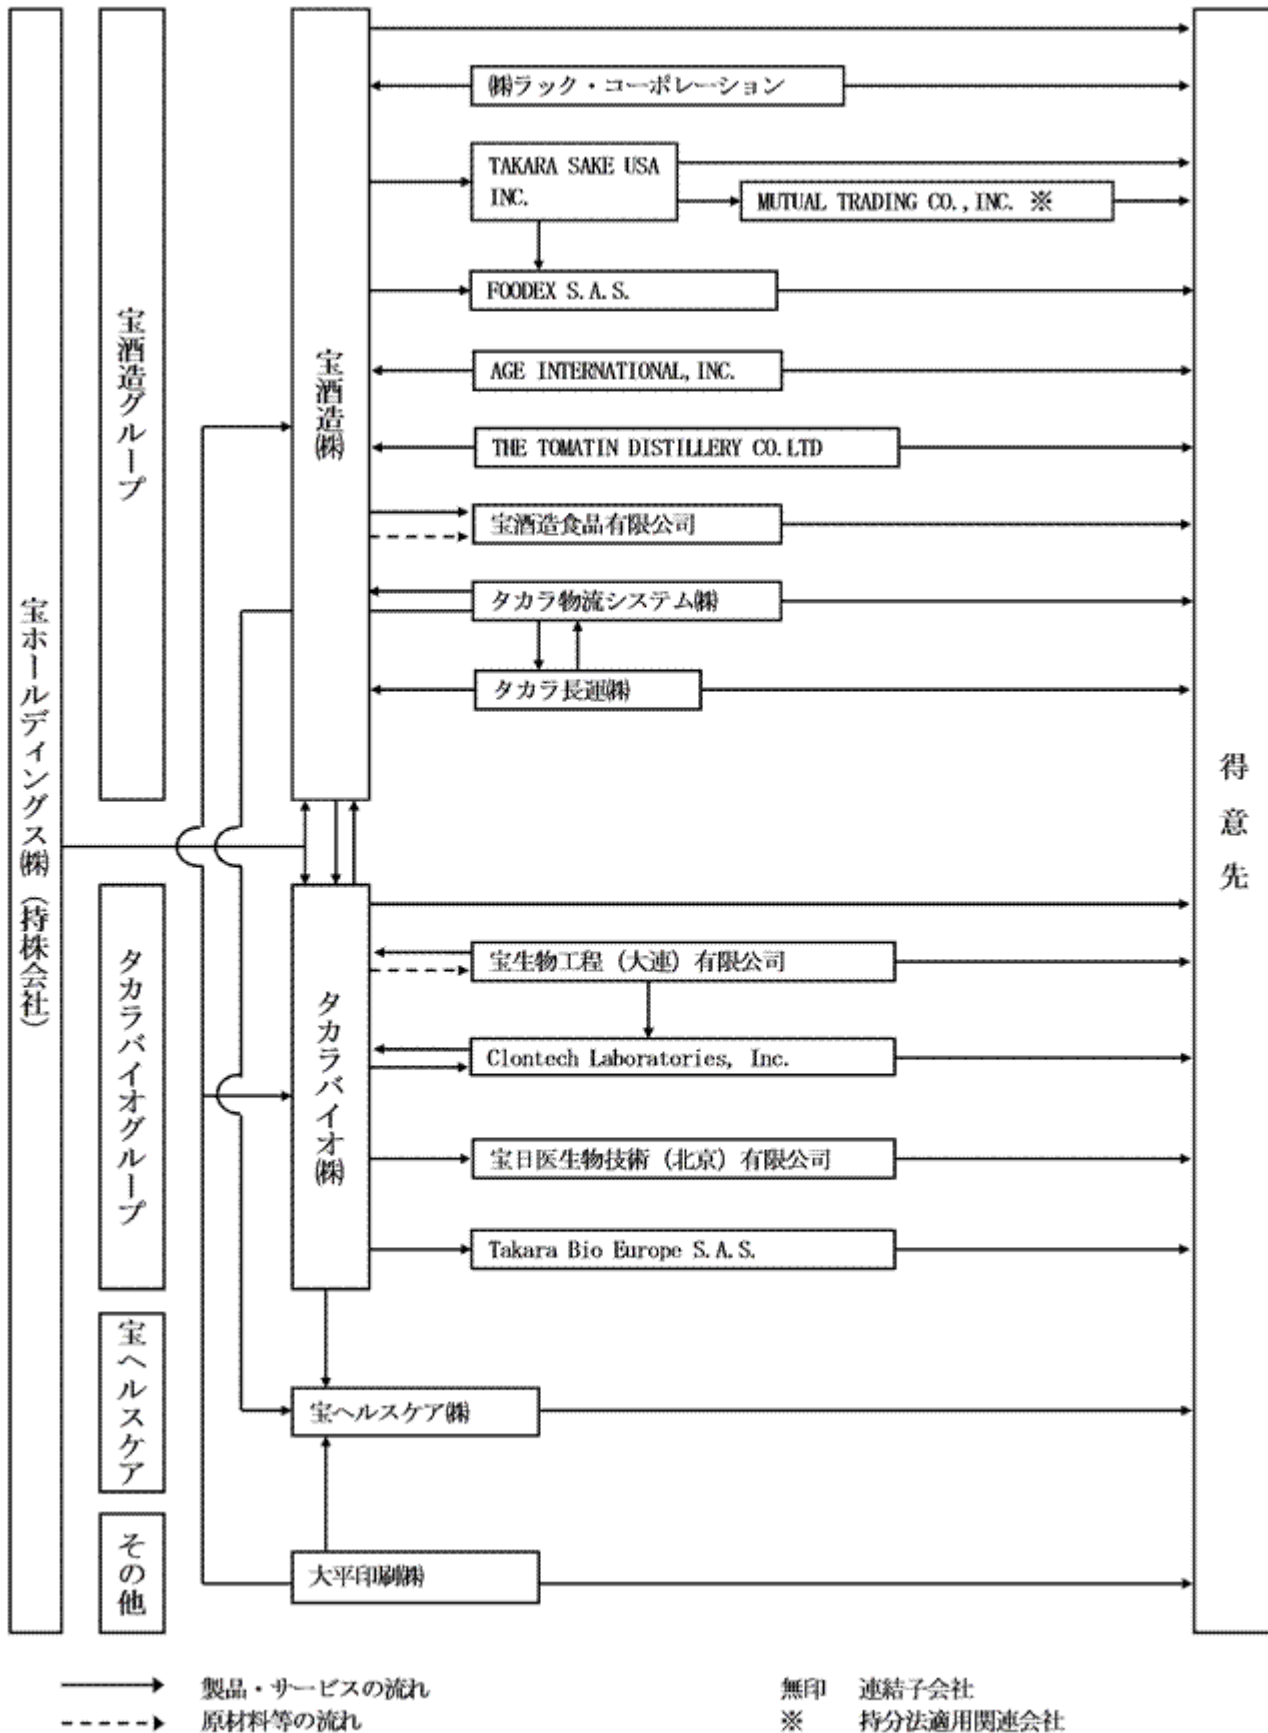 宝ホールディングス㈱（持株会社）
宝酒造グループ
宝酒造㈱
㈱ラック・コーポレーション
TAKARA SAKE USA
INC.
MUTUAL TRADING CO.,INC. ※
FOODEX S.A.S.
AGE INTERNATIONAL,INC.
THE TOMATIN DISTILLERY CO.LTD
宝酒造食品有限公司
タカラ物流システム㈱
タカラ長運㈱
得意先
タカラバイオグループ
タカラバイオ㈱
宝生物工程（大連）有限公司
Clontech Laboratories, Inc.
宝日医生物技術（北京）有限公司
Takara Bio Europe S.A.S.
宝ヘルスケア
宝ヘルスケア㈱
その他
大平印刷㈱
製品・サービスの流れ
原材料等の流れ
無印 連結子会社
※ 持分法適用関連会社